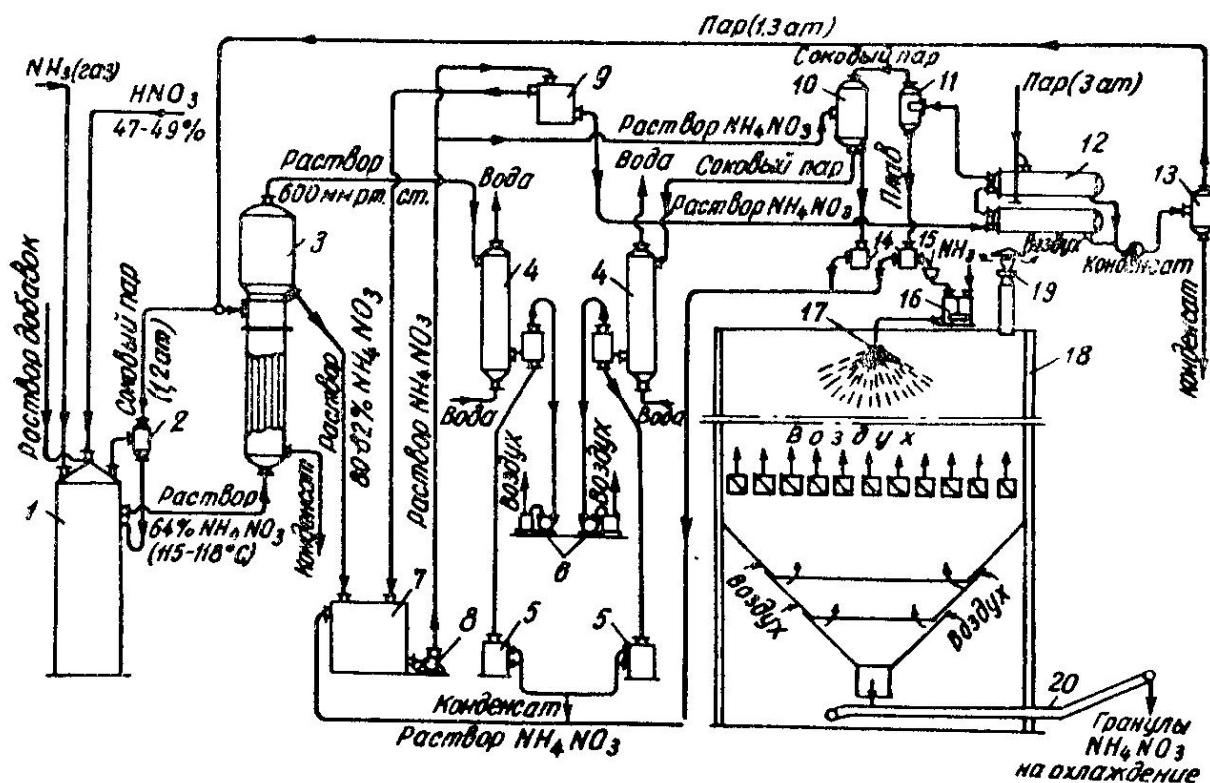 Пар(1,3 ат)
NH₃(газ)
HNO₃
47-49%
Соковый пар
9
10
11
Пар(3 ат)
12
13
Раствор NH₄NO₃
Вода
Соковый пар
Плав
Раствор NH₄NO₃
Раствор
600 мм рт. ст.
Вода
3
4
4
14
15
NH₃
16
Воздух
Конденсат
19
Конденсат
Раствор добавок
Соковый пар
(1,2ат)
2
1
Раствор
64% NH₄NO₃
(115-118°C)
Конденсат
Раствор
80-82% NH₄NO₃
Раствор NH₄NO₃
Вода
Вода
Воздух
Воздух
6
7
8
5
5
Конденсат
Раствор NH₄NO₃
17
18
Воздух
Воздух
Воздух
20
Гранулы
NH₄NO₃
на охлаждение